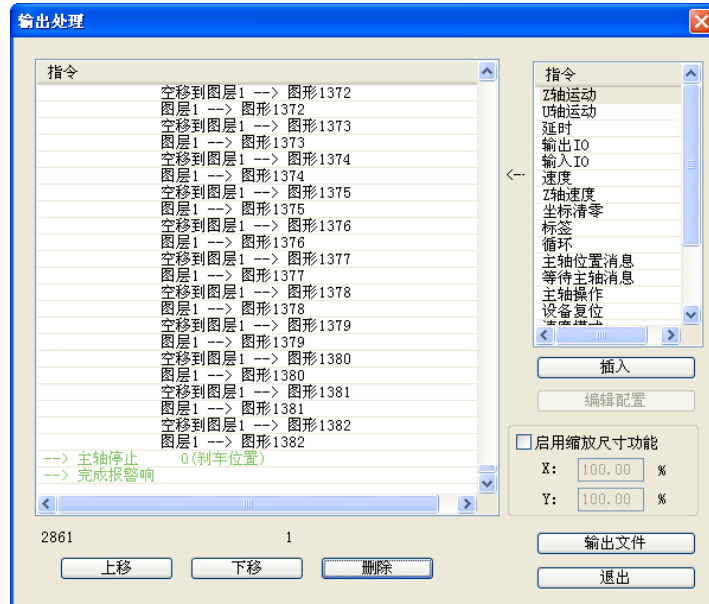 输出处理
指令
空移到图层1 --> 图形1372
图层1 --> 图形1372
空移到图层1 --> 图形1373
图层1 --> 图形1373
空移到图层1 --> 图形1374
图层1 --> 图形1374
空移到图层1 --> 图形1375
图层1 --> 图形1375
空移到图层1 --> 图形1376
图层1 --> 图形1376
空移到图层1 --> 图形1377
图层1 --> 图形1377
空移到图层1 --> 图形1378
图层1 --> 图形1378
空移到图层1 --> 图形1379
图层1 --> 图形1379
空移到图层1 --> 图形1380
图层1 --> 图形1380
空移到图层1 --> 图形1381
图层1 --> 图形1381
空移到图层1 --> 图形1382
图层1 --> 图形1382
--> 主轴停止 0(刹车位置)
--> 完成报警响
2861 1
上移 下移 删除
<--
指令
Z轴运动
U轴运动
延时
输出IO
输入IO
速度
Z轴速度
坐标清零
标签
循环
主轴位置消息
等待主轴消息
主轴操作
设备复位
速度模式
插入
编辑配置
启用缩放尺寸功能
X: 100.00 %
Y: 100.00 %
输出文件
退出